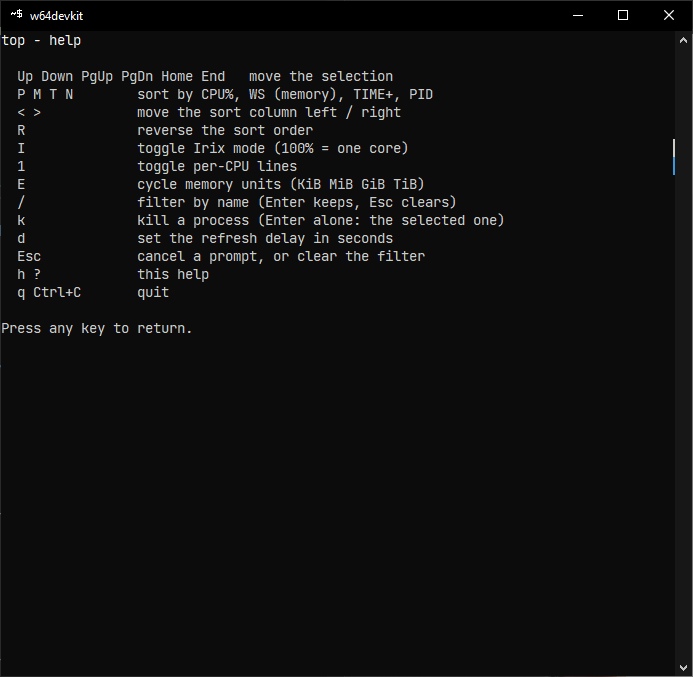 ~$ w64devkit
top - help
Up Down PgUp PgDn Home End   move the selection
P M T N        sort by CPU%, WS (memory), TIME+, PID
< >            move the sort column left / right
R              reverse the sort order
I              toggle Irix mode (100% = one core)
1              toggle per-CPU lines
E              cycle memory units (KiB MiB GiB TiB)
/              filter by name (Enter keeps, Esc clears)
k              kill a process (Enter alone: the selected one)
d              set the refresh delay in seconds
Esc            cancel a prompt, or clear the filter
h ?            this help
q Ctrl+C       quit
Press any key to return.